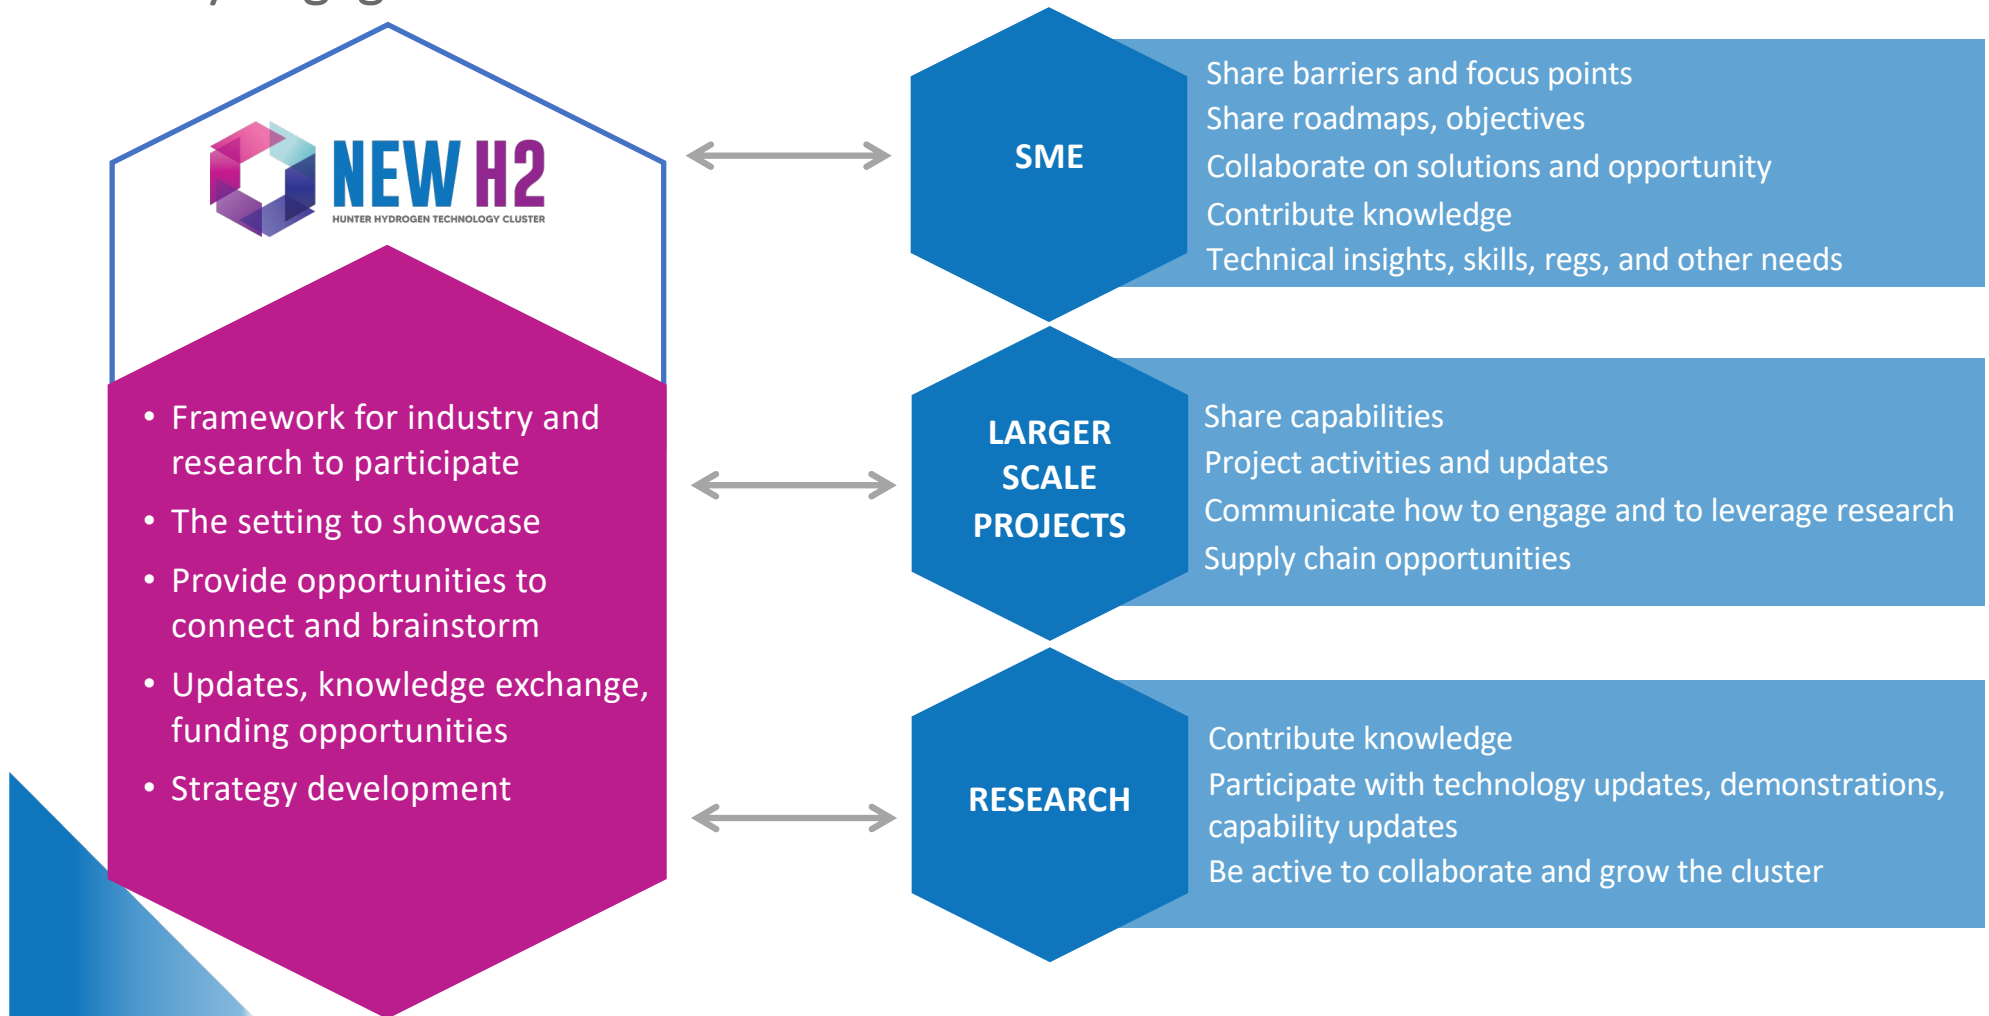 NEW H2
HUNTER HYDROGEN TECHNOLOGY CLUSTER
• Framework for industry and
research to participate
• The setting to showcase
• Provide opportunities to
connect and brainstorm
• Updates, knowledge exchange,
funding opportunities
• Strategy development
SME
Share barriers and focus points
Share roadmaps, objectives
Collaborate on solutions and opportunity
Contribute knowledge
Technical insights, skills, regs, and other needs
LARGER
SCALE
PROJECTS
Share capabilities
Project activities and updates
Communicate how to engage and to leverage research
Supply chain opportunities
RESEARCH
Contribute knowledge
Participate with technology updates, demonstrations,
capability updates
Be active to collaborate and grow the cluster